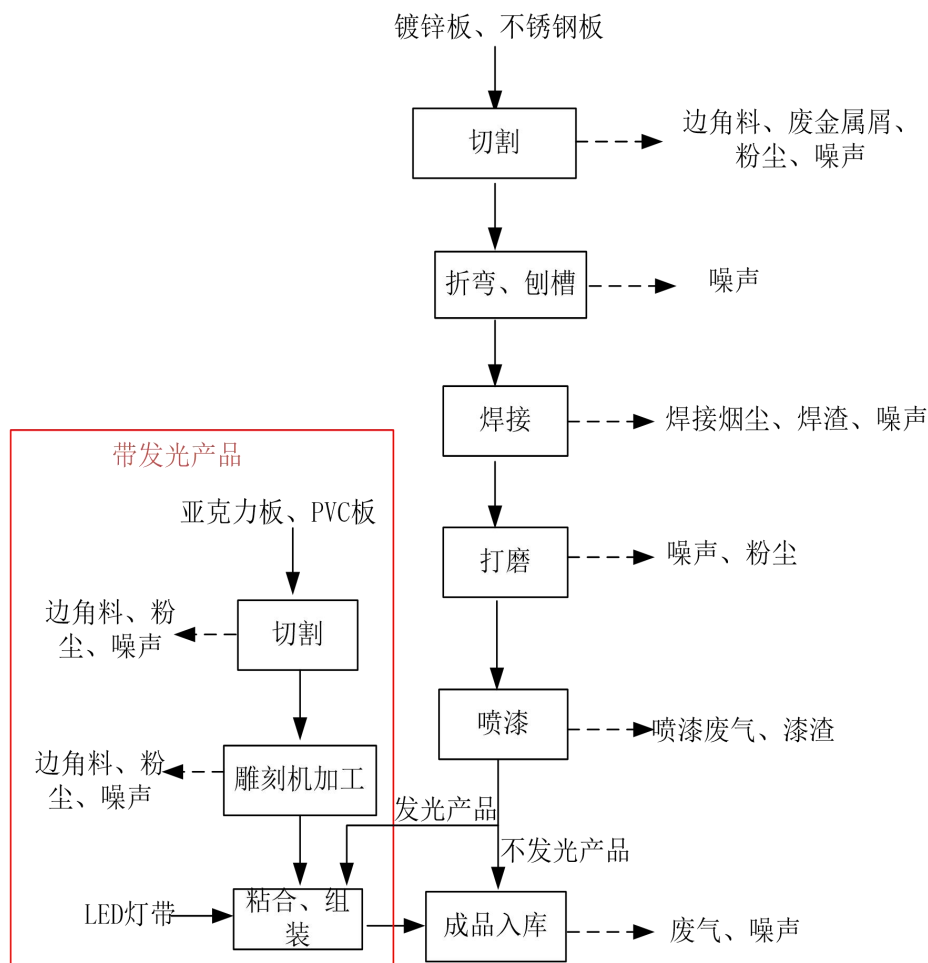 镀锌板、不锈钢板
切割
边角料、废金属屑、
粉尘、噪声
折弯、刨槽
噪声
焊接
焊接烟尘、焊渣、噪声
带发光产品
亚克力板、PVC板
打磨
噪声、粉尘
边角料、粉
尘、噪声
切割
喷漆
喷漆废气、漆渣
边角料、粉
尘、噪声
雕刻机加工
发光产品
不发光产品
LED灯带
粘合、组
装
成品入库
废气、噪声